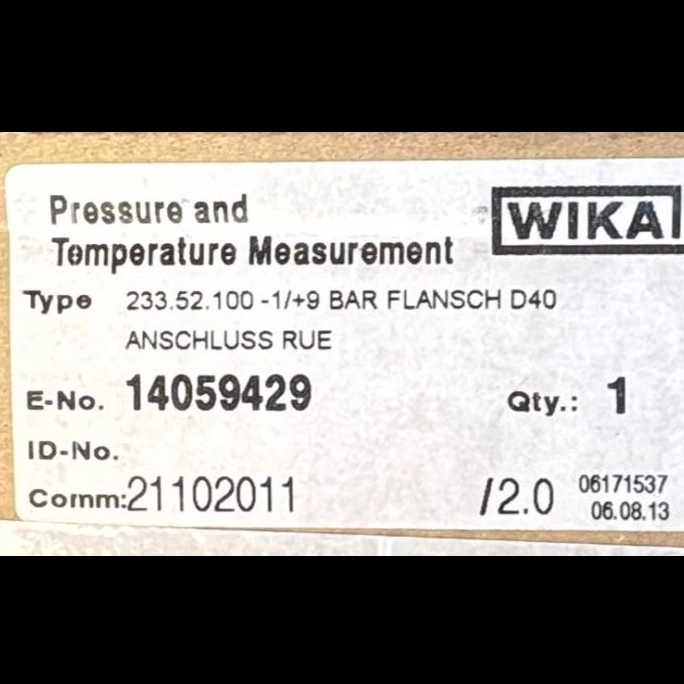 Pressure and
Temperature Measurement
WIKA
Type 233.52.100 -1/+9 BAR FLANSCH D40
ANSCHLUSS RUE
E-No. 14059429 Qty.: 1
ID-No.
Comm:21102011 /2.0 06171537
06.08.13